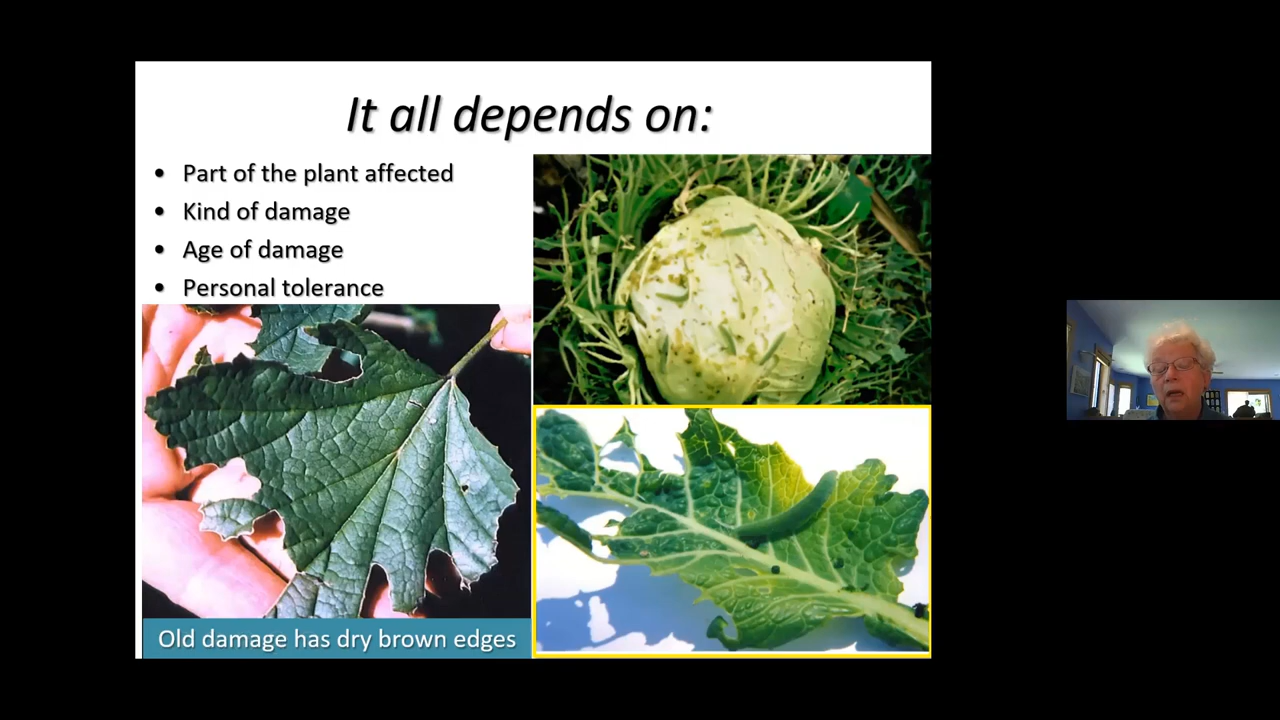 It all depends on:
• Part of the plant affected
• Kind of damage
• Age of damage
• Personal tolerance
Old damage has dry brown edges